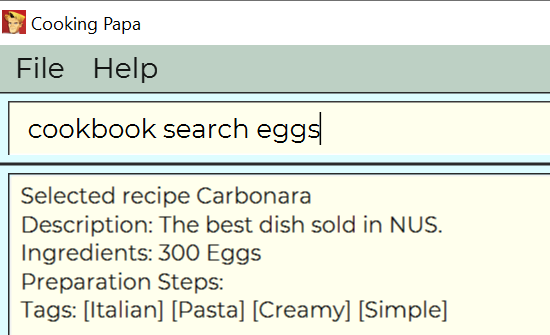 Cooking Papa
File Help
cookbook search eggs
Selected recipe Carbonara
Description: The best dish sold in NUS.
Ingredients: 300 Eggs
Preparation Steps:
Tags: [Italian] [Pasta] [Creamy] [Simple]